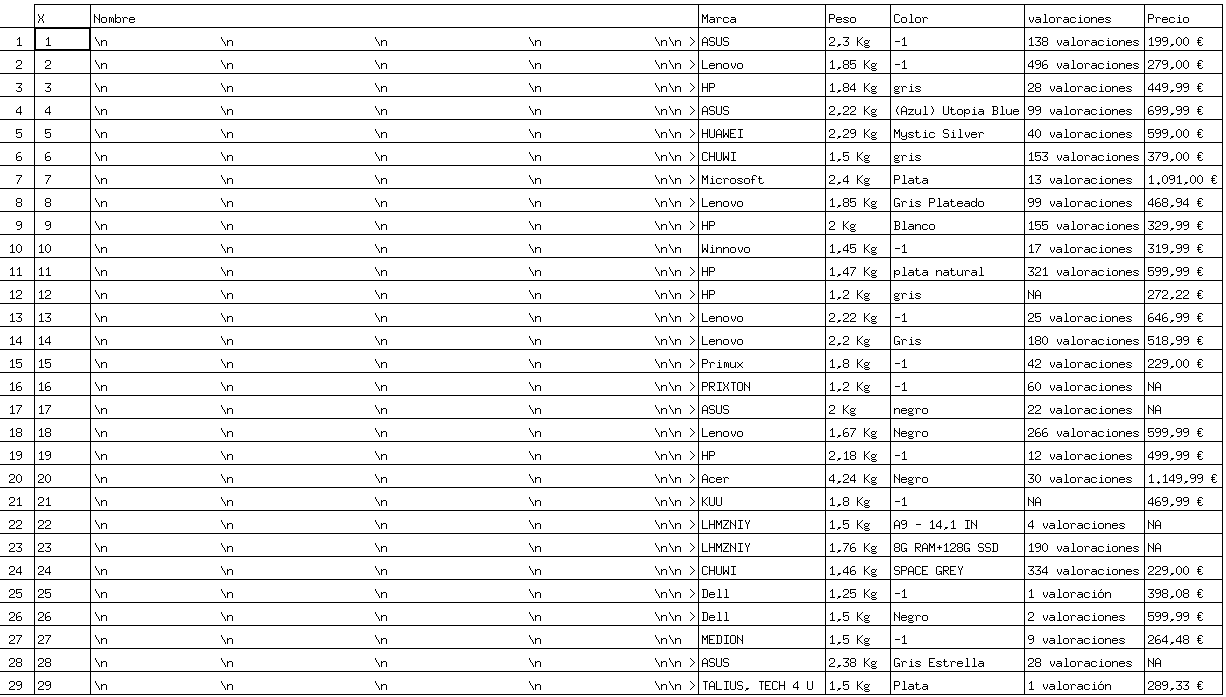 X Nombre Marca Peso Color valoraciones Precio
1 1 \n \n \n \n \n\n > ASUS 2,3 Kg -1 138 valoraciones 199,00 €
2 2 \n \n \n \n \n\n > Lenovo 1,85 Kg -1 496 valoraciones 279,00 €
3 3 \n \n \n \n \n\n > HP 1,84 Kg gris 28 valoraciones 449,99 €
4 4 \n \n \n \n \n\n > ASUS 2,22 Kg (Azul) Utopia Blue 99 valoraciones 699,99 €
5 5 \n \n \n \n \n\n > HUAWEI 2,29 Kg Mystic Silver 40 valoraciones 599,00 €
6 6 \n \n \n \n \n\n > CHUWI 1,5 Kg gris 153 valoraciones 379,00 €
7 7 \n \n \n \n \n\n > Microsoft 2,4 Kg Plata 13 valoraciones 1.091,00 €
8 8 \n \n \n \n \n\n > Lenovo 1,85 Kg Gris Plateado 99 valoraciones 468,94 €
9 9 \n \n \n \n \n\n > HP 2 Kg Blanco 155 valoraciones 329,99 €
10 10 \n \n \n \n \n\n > Winnovo 1,45 Kg -1 17 valoraciones 319,99 €
11 11 \n \n \n \n \n\n > HP 1,47 Kg plata natural 321 valoraciones 599,99 €
12 12 \n \n \n \n \n\n > HP 1,2 Kg gris NA 272,22 €
13 13 \n \n \n \n \n\n > Lenovo 2,22 Kg -1 25 valoraciones 646,99 €
14 14 \n \n \n \n \n\n > Lenovo 2,2 Kg Gris 180 valoraciones 518,99 €
15 15 \n \n \n \n \n\n > Primux 1,8 Kg -1 42 valoraciones 229,00 €
16 16 \n \n \n \n \n\n > PRIXTON 1,2 Kg -1 60 valoraciones NA
17 17 \n \n \n \n \n\n > ASUS 2 Kg negro 22 valoraciones NA
18 18 \n \n \n \n \n\n > Lenovo 1,67 Kg Negro 266 valoraciones 599,99 €
19 19 \n \n \n \n \n\n > HP 2,18 Kg -1 12 valoraciones 499,99 €
20 20 \n \n \n \n \n\n > Acer 4,24 Kg Negro 30 valoraciones 1.149,99 €
21 21 \n \n \n \n \n\n > KUU 1,8 Kg -1 NA 469,99 €
22 22 \n \n \n \n \n\n > LHMZNIY 1,5 Kg A9 - 14,1 IN 4 valoraciones NA
23 23 \n \n \n \n \n\n > LHMZNIY 1,76 Kg 8G RAM+128G SSD 190 valoraciones NA
24 24 \n \n \n \n \n\n > CHUWI 1,46 Kg SPACE GREY 334 valoraciones 229,00 €
25 25 \n \n \n \n \n\n > Dell 1,25 Kg -1 1 valoración 398,08 €
26 26 \n \n \n \n \n\n > Dell 1,5 Kg Negro 2 valoraciones 599,99 €
27 27 \n \n \n \n \n\n MEDION 1,5 Kg -1 9 valoraciones 264,48 €
28 28 \n \n \n \n \n\n > ASUS 2,38 Kg Gris Estrella 28 valoraciones NA
29 29 \n \n \n \n \n\n > TALIUS, TECH 4 U 1,5 Kg Plata 1 valoración 289,33 €